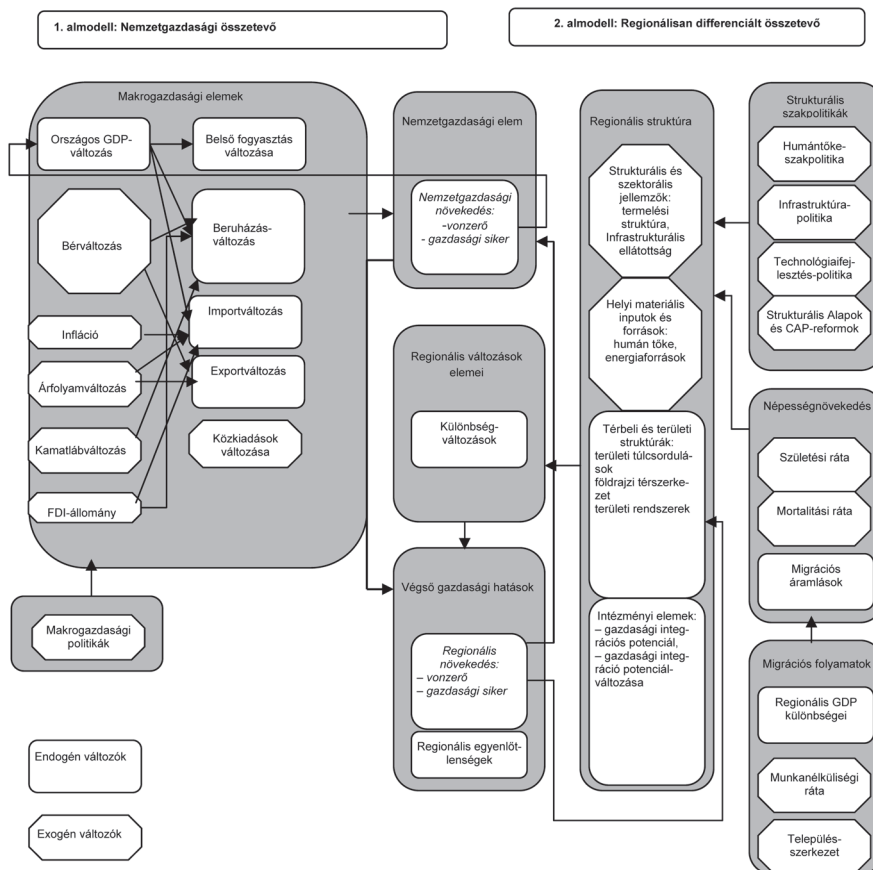 1. almodell: Nemzetgazdasági összetevő
2. almodell: Regionálisan differenciált összetevő
Makrogazdasági elemek
Országos GDP-
változás
Belső fogyasztás
változása
Bérváltozás
Beruházás-
változás
Infláció
Importváltozás
Árfolyamváltozás
Exportváltozás
Kamatlábváltozás
Közkiadások
változása
FDI-állomány
Makrogazdasági
politikák
Endogén változók
Exogén változók
Nemzetgazdasági elem
Nemzetgazdasági
növekedés:
-vonzerő
- gazdasági siker
Regionális változások
elemei
Különbség-
változások
Végső gazdasági hatások
Regionális
növekedés:
– vonzerő
– gazdasági siker
Regionális egyenlőt-
lenségek
Regionális struktúra
Strukturális és
szektorális
jellemzők:
termelési
struktúra,
Infrastrukturális
ellátottság
Helyi materiális
inputok és
források:
humán tőke,
energiaforrások
Térbeli és területi
struktúrák:
területi túlcsordulá-
sok
földrajzi térszerke-
zet
területi rendszerek
Intézményi elemek:
– gazdasági integ-
rációs potenciál,
– gazdasági integ-
ráció potenciál-
változása
Strukturális
szakpolitikák
Humántőke-
szakpolitika
Infrastruktúra-
politika
Technológiaifej-
lesztés-politika
Strukturális Alapok
és CAP-reformok
Népességnövekedés
Születési ráta
Mortalitási ráta
Migrációs
áramlások
Migrációs folyamatok
Regionális GDP
különbségei
Munkanélküliségi
ráta
Település-
szerkezet